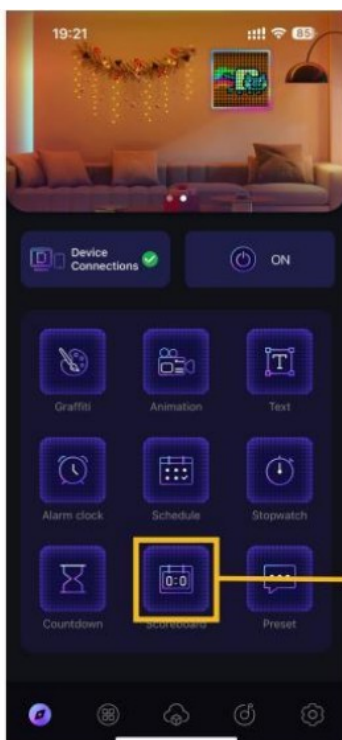 19:21
85
Device
Connections
ON
Graffiti
Animation
Text
Alarm clock
Schedule
Stopwatch
0:0
Countdown
Scoreboard
Preset